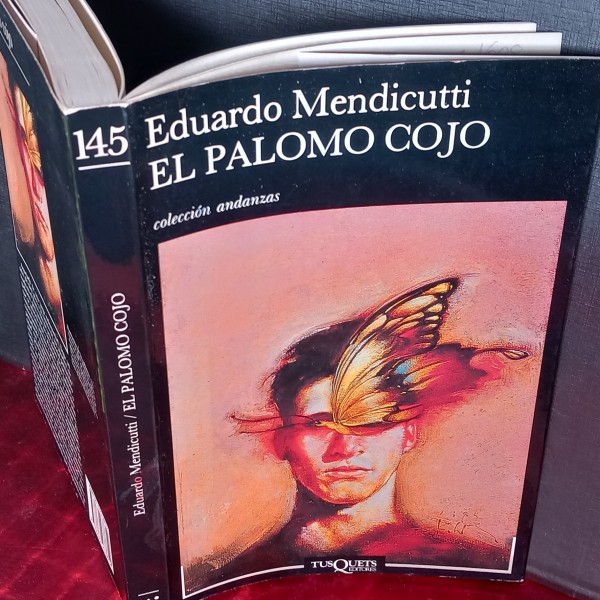 145
Eduardo Mendicutti
EL PALOMO COJO
colección andanzas
Eduardo Mendicutti / EL PALOMO COJO
TUSQUETS
EDITORES